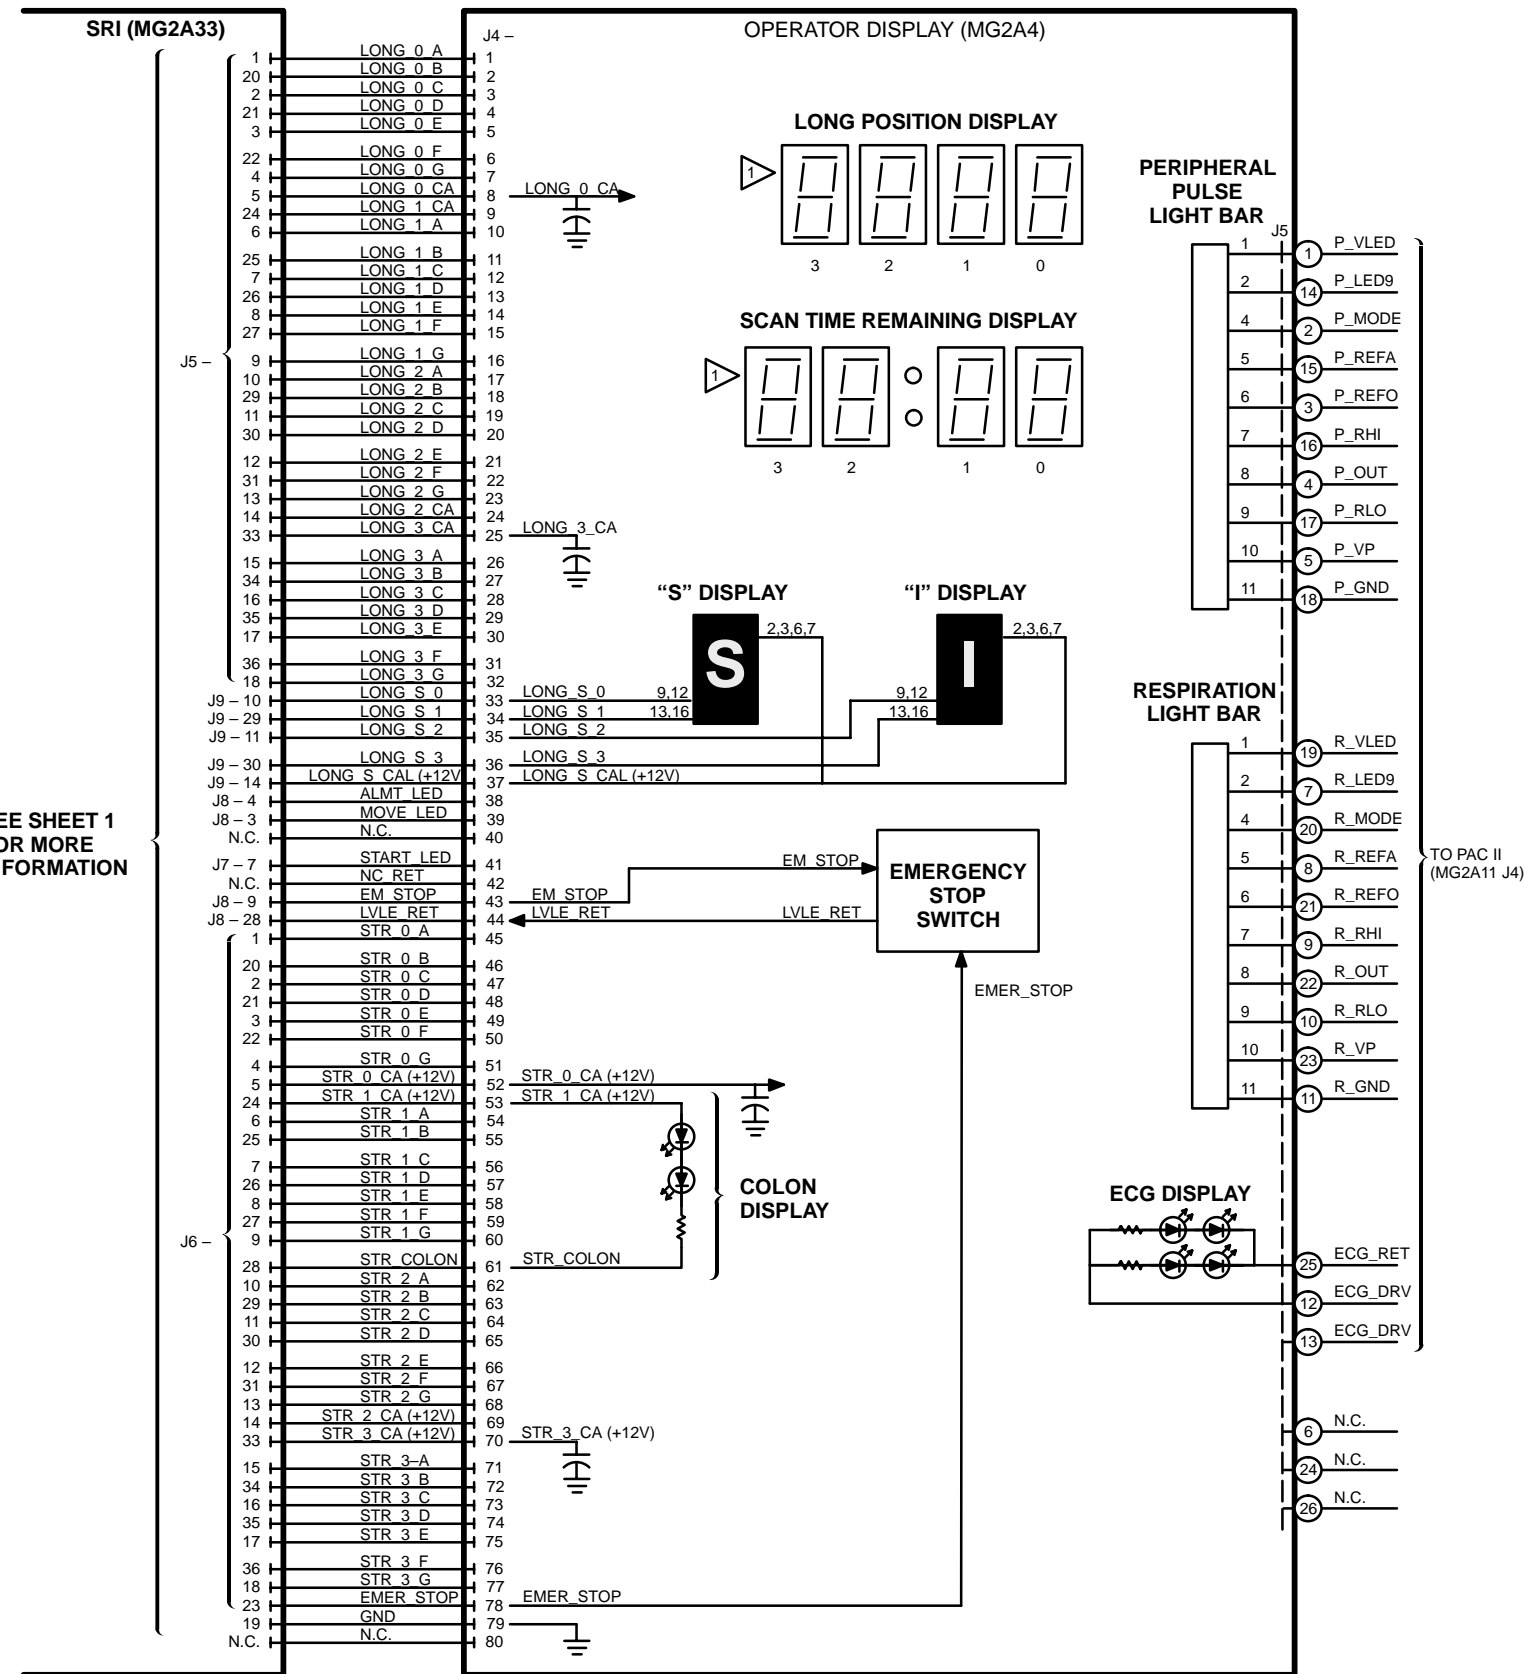 SRI (MG2A33)
OPERATOR DISPLAY (MG2A4)
J4 –
1 LONG_0_A 1
20 LONG_0_B 2
2 LONG_0_C 3
21 LONG_0_D 4
3 LONG_0_E 5
22 LONG_0_F 6
4 LONG_0_G 7
5 LONG_0_CA 8 LONG_0_CA
24 LONG_1_CA 9
6 LONG_1_A 10
25 LONG_1_B 11
7 LONG_1_C 12
26 LONG_1_D 13
8 LONG_1_E 14
27 LONG_1_F 15
J5 –
9 LONG_1_G 16
10 LONG_2_A 17
29 LONG_2_B 18
11 LONG_2_C 19
30 LONG_2_D 20
12 LONG_2_E 21
31 LONG_2_F 22
13 LONG_2_G 23
14 LONG_2_CA 24
33 LONG_3_CA 25 LONG_3_CA
15 LONG_3_A 26
34 LONG_3_B 27
16 LONG_3_C 28
35 LONG_3_D 29
17 LONG_3_E 30
36 LONG_3_F 31
18 LONG_3_G 32
J9 – 10 LONG_S_0 33 LONG_S_0 9,12 9,12
J9 – 29 LONG_S_1 34 LONG_S_1 13,16 13,16
J9 – 11 LONG_S_2 35 LONG_S_2
J9 – 30 LONG_S_3 36 LONG_S_3
J9 – 14 LONG_S_CAL (+12V 37 LONG_S_CAL (+12V)
J8 – 4 ALMT_LED 38
J8 – 3 MOVE_LED 39
N.C. N.C. 40
J7 – 7 START_LED 41
N.C. NC_RET 42
J8 – 9 EM_STOP 43 EM_STOP EM_STOP
J8 – 28 LVLE_RET 44 LVLE_RET LVLE_RET
EE SHEET 1
OR MORE
FORMATION
1 STR_0_A 45
20 STR_0_B 46
2 STR_0_C 47
21 STR_0_D 48
3 STR_0_E 49
22 STR_0_F 50
4 STR_0_G 51
5 STR_0_CA (+12V) 52 STR_0_CA (+12V)
24 STR_1_CA (+12V) 53 STR_1_CA (+12V)
6 STR_1_A 54
25 STR_1_B 55
7 STR_1_C 56
26 STR_1_D 57
8 STR_1_E 58
27 STR_1_F 59
9 STR_1_G 60
J6 –
28 STR_COLON 61 STR_COLON
10 STR_2_A 62
29 STR_2_B 63
11 STR_2_C 64
30 STR_2_D 65
12 STR_2_E 66
31 STR_2_F 67
13 STR_2_G 68
14 STR_2_CA (+12V) 69
33 STR_3_CA (+12V) 70 STR_3_CA (+12V)
15 STR_3–A 71
34 STR_3_B 72
16 STR_3_C 73
35 STR_3_D 74
17 STR_3_E 75
36 STR_3_F 76
18 STR_3_G 77
23 EMER_STOP 78 EMER_STOP
19 GND 79
N.C. N.C. 80
LONG POSITION DISPLAY
1 8 8 8 8
3 2 1 0
SCAN TIME REMAINING DISPLAY
1 8 8 : 8 8
3 2 1 0
“S” DISPLAY
S
2,3,6,7
“I” DISPLAY
I
2,3,6,7
EMERGENCY
STOP
SWITCH
EMER_STOP
COLON
DISPLAY
PERIPHERAL
PULSE
LIGHT BAR
J5
1 1 P_VLED
2 14 P_LED9
4 2 P_MODE
5 15 P_REFA
6 3 P_REFO
7 16 P_RHI
8 4 P_OUT
9 17 P_RLO
10 5 P_VP
11 18 P_GND
RESPIRATION
LIGHT BAR
1 19 R_VLED
2 7 R_LED9
4 20 R_MODE
5 8 R_REFA
6 21 R_REFO
7 9 R_RHI
8 22 R_OUT
9 10 R_RLO
10 23 R_VP
11 11 R_GND
TO PAC II
(MG2A11 J4)
ECG DISPLAY
25 ECG_RET
12 ECG_DRV
13 ECG_DRV
6 N.C.
24 N.C.
26 N.C.